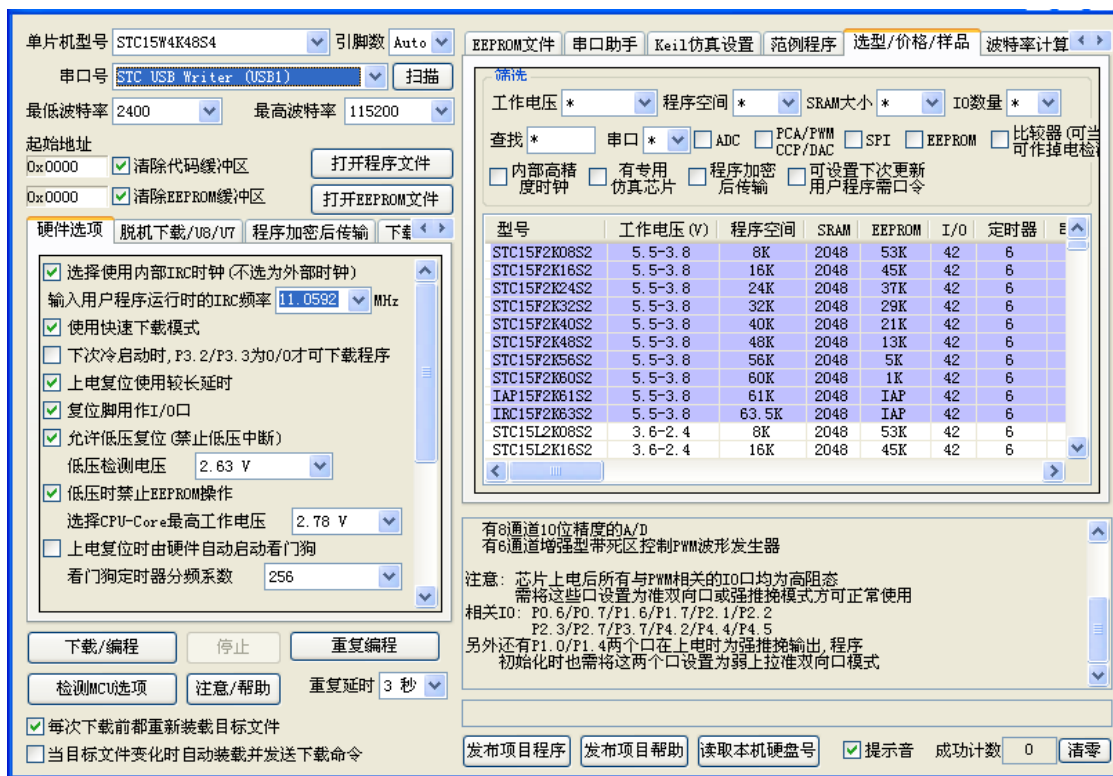 单片机型号 STC15W4K48S4 引脚数 Auto
串口号 STC USB Writer (USB1) 扫描
最低波特率 2400 最高波特率 115200
起始地址
0x0000 清除代码缓冲区 打开程序文件
0x0000 清除EEPROM缓冲区 打开EEPROM文件
硬件选项 脱机下载/U8/U7 程序加密后传输
选择使用内部IRC时钟(不选为外部时钟)
输入用户程序运行时的IRC频率 11.0592 MHz
使用快速下载模式
下次冷启动时,P3.2/P3.3为0/0才可下载程序
上电复位使用较长延时
复位脚用作I/O口
允许低压复位(禁止低压中断)
低压检测电压 2.63 V
低压时禁止EEPROM操作
选择CPU-Core最高工作电压 2.78 V
上电复位时由硬件自动启动看门狗
看门狗定时器分频系数 256
下载/编程 停止 重复编程
检测MCU选项 注意/帮助 重复延时 3 秒
每次下载前都重新装载目标文件
当目标文件变化时自动装载并发送下载命令
EEPROM文件 串口助手 Keil仿真设置 范例程序 选型/价格/样品 波特率计算
筛选
工作电压 * 程序空间 * SRAM大小 * IO数量 *
查找 * 串口 * ADC PCA/PWM CCP/DAC SPI EEPROM 比较器(可当 可作掉电检
内部高精度时钟 有专用仿真芯片 程序加密后传输 可设置下次更新用户程序需口令
型号 工作电压(V) 程序空间 SRAM EEPROM I/O 定时器
STC15F2K08S2 5.5-3.8 8K 2048 53K 42 6
STC15F2K16S2 5.5-3.8 16K 2048 45K 42 6
STC15F2K24S2 5.5-3.8 24K 2048 37K 42 6
STC15F2K32S2 5.5-3.8 32K 2048 29K 42 6
STC15F2K40S2 5.5-3.8 40K 2048 21K 42 6
STC15F2K48S2 5.5-3.8 48K 2048 13K 42 6
STC15F2K56S2 5.5-3.8 56K 2048 5K 42 6
STC15F2K60S2 5.5-3.8 60K 2048 1K 42 6
IAP15F2K61S2 5.5-3.8 61K 2048 IAP 42 6
IRC15F2K63S2 5.5-3.8 63.5K 2048 IAP 42 6
STC15L2K08S2 3.6-2.4 8K 2048 53K 42 6
STC15L2K16S2 3.6-2.4 16K 2048 45K 42 6
有8通道10位精度的A/D
有6通道增强型带死区控制PWM波形发生器
注意: 芯片上电后所有与PWM相关的IO口均为高阻态
需将这些口设置为准双向口或强推挽模式方可正常使用
相关IO: P0.6/P0.7/P1.6/P1.7/P2.1/P2.2
P2.3/P2.7/P3.7/P4.2/P4.4/P4.5
另外还有P1.0/P1.4两个口在上电时为强推挽输出,程序
初始化时也需将这两个口设置为弱上拉准双向口模式
发布项目程序 发布项目帮助 读取本机硬盘号 提示音 成功计数 0 清零